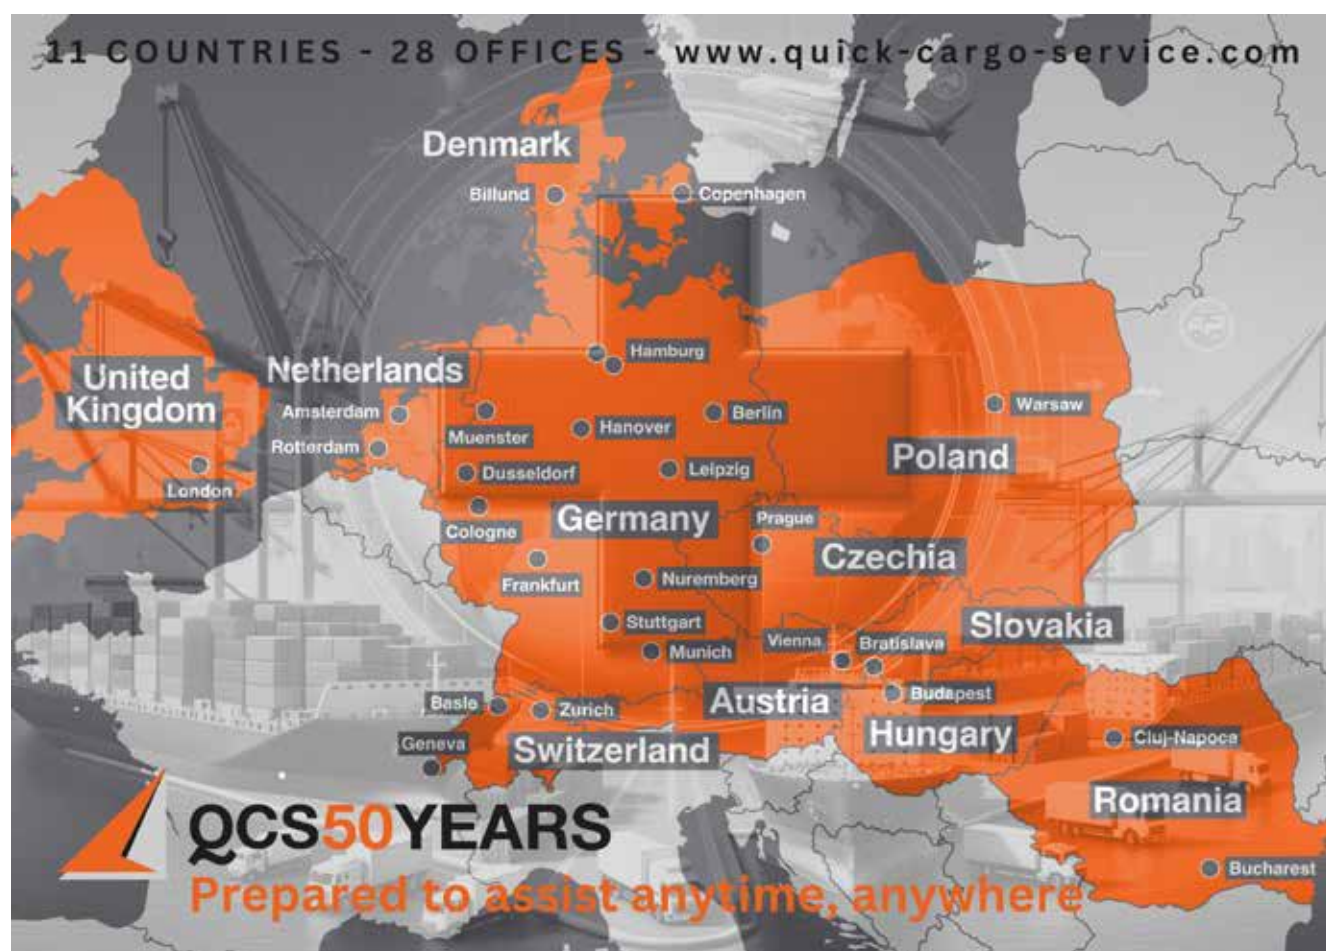 11 COUNTRIES - 28 OFFICES - www.quick-cargo-service.com
Denmark
Billund
Copenhagen
Hamburg
United
Kingdom
Netherlands
Amsterdam
Rotterdam
London
Muenster
Hanover
Berlin
Warsaw
Dusseldorf
Leipzig
Poland
Cologne
Germany
Prague
Czechia
Frankfurt
Nuremberg
Stuttgart
Munich
Vienna
Bratislava
Slovakia
Basle
Zurich
Austria
Budapest
Geneva
Switzerland
Hungary
Cluj-Napoca
Romania
Bucharest
QCS50YEARS
Prepared to assist anytime, anywhere